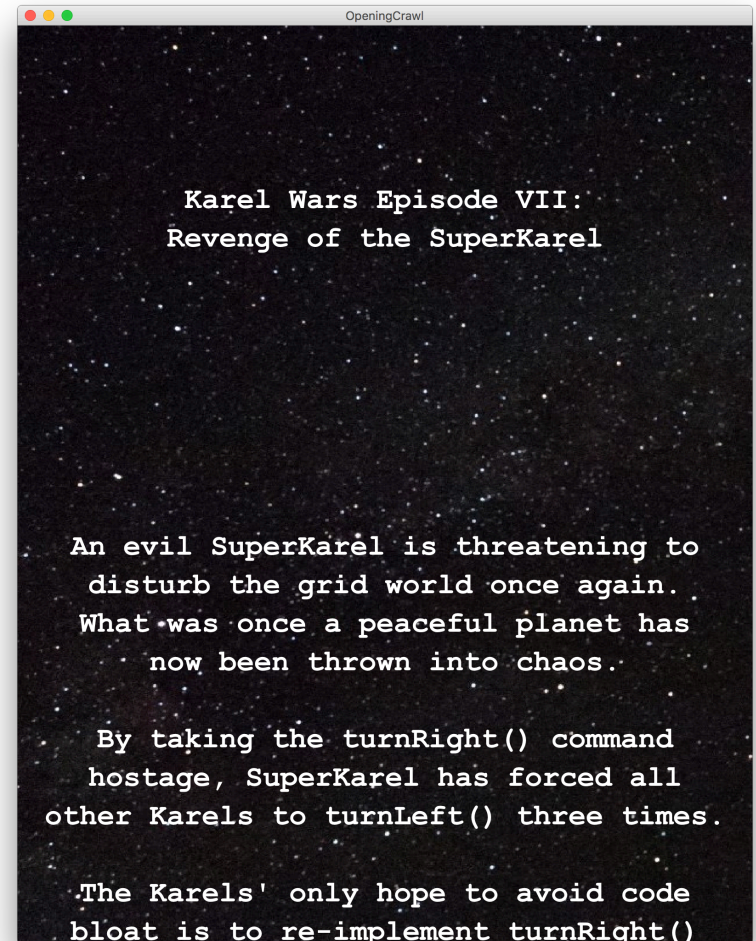 OpeningCrawl
Karel Wars Episode VII:
Revenge of the SuperKarel
An evil SuperKarel is threatening to
disturb the grid world once again.
What was once a peaceful planet has
now been thrown into chaos.
By taking the turnRight() command
hostage, SuperKarel has forced all
other Karels to turnLeft() three times.
The Karels' only hope to avoid code
bloat is to re-implement turnRight()